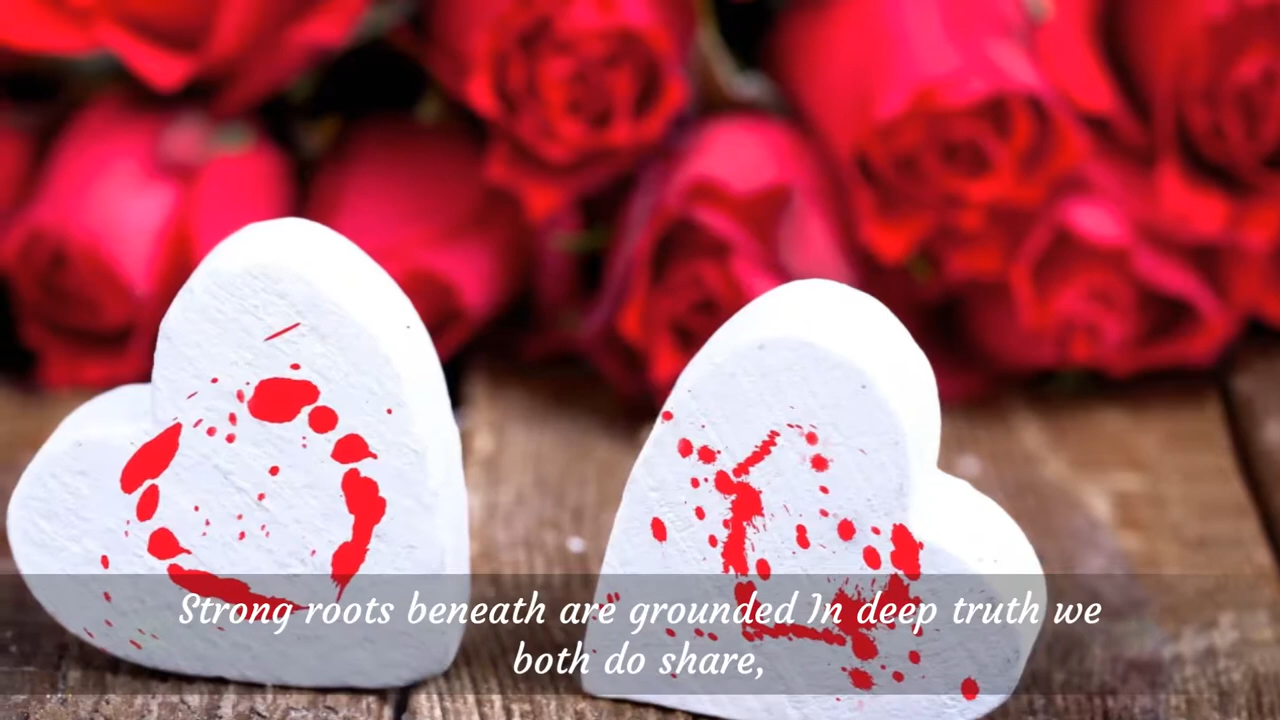 Strong roots beneath are grounded In deep truth we
both do share,